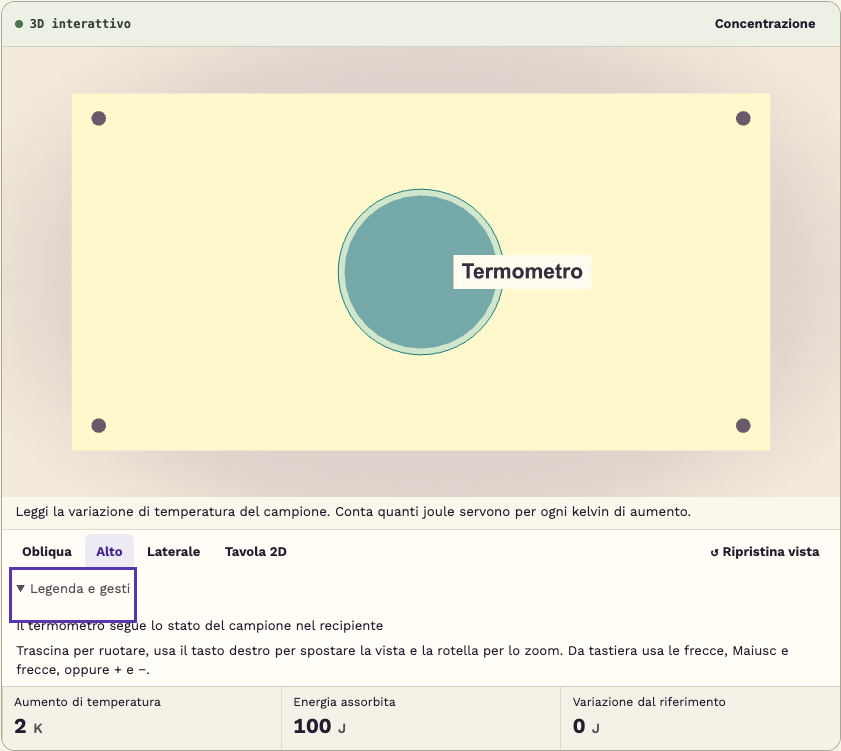 3D interattivo
Concentrazione
Termometro
Leggi la variazione di temperatura del campione. Conta quanti joule servono per ogni kelvin di aumento.
Obliqua Alto Laterale Tavola 2D ↺ Ripristina vista
▼ Legenda e gesti
Il termometro segue lo stato del campione nel recipiente
Trascina per ruotare, usa il tasto destro per spostare la vista e la rotella per lo zoom. Da tastiera usa le frecce, Maiusc e
frecce, oppure + e −.
Aumento di temperatura
2 K
Energia assorbita
100 J
Variazione dal riferimento
0 J